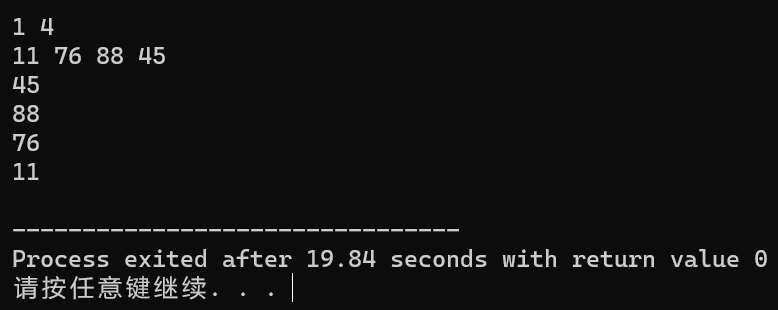 1 4
11 76 88 45
45
88
76
11
--------------------------------
Process exited after 19.84 seconds with return value 0
请按任意键继续. . .